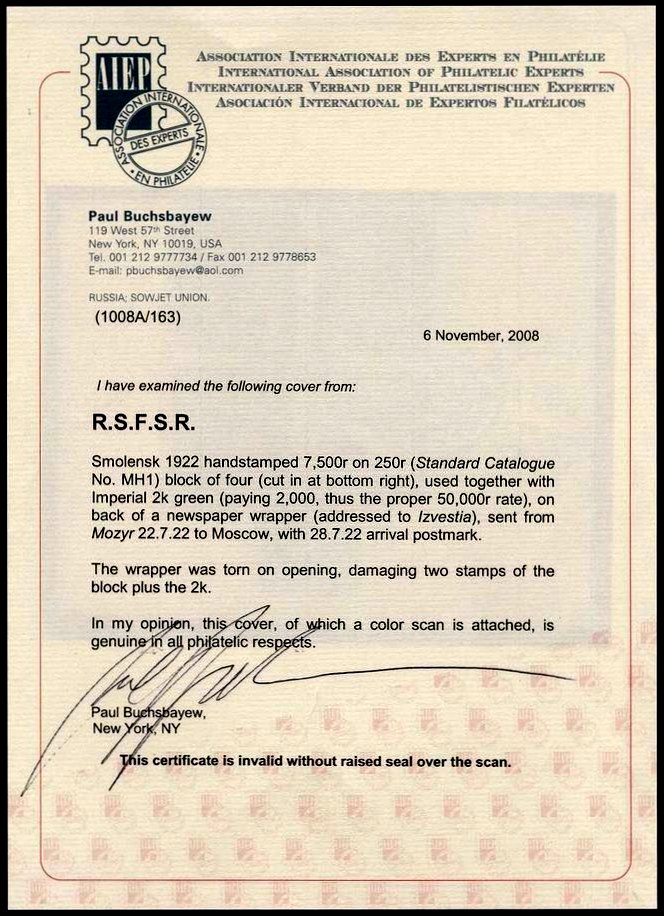 AIEP
ASSOCIATION INTERNATIONALE
DES EXPERTS
EN PHILATÉLIE
ASSOCIATION INTERNATIONALE DES EXPERTS EN PHILATÉLIE
INTERNATIONAL ASSOCIATION OF PHILATELIC EXPERTS
INTERNATIONALER VERBAND DER PHILATELISTISCHEN EXPERTEN
ASOCIACIÓN INTERNACIONAL DE EXPERTOS FILATÉLICOS
Paul Buchsbayew
119 West 57th Street
New York, NY 10019, USA
Tel. 001 212 9777734 / Fax 001 212 9778653
E-mail: pbuchsbayew@aol.com
RUSSIA; SOWJET UNION.
(1008A/163)
6 November, 2008
I have examined the following cover from:
R.S.F.S.R.
Smolensk 1922 handstamped 7,500r on 250r (Standard Catalogue
No. MH1) block of four (cut in at bottom right), used together with
Imperial 2k green (paying 2,000, thus the proper 50,000r rate), on
back of a newspaper wrapper (addressed to Izvestia), sent from
Mozyr 22.7.22 to Moscow, with 28.7.22 arrival postmark.
The wrapper was torn on opening, damaging two stamps of the
block plus the 2k.
In my opinion, this cover, of which a color scan is attached, is
genuine in all philatelic respects.
Paul Buchsbayew,
New York, NY
This certificate is invalid without raised seal over the scan.